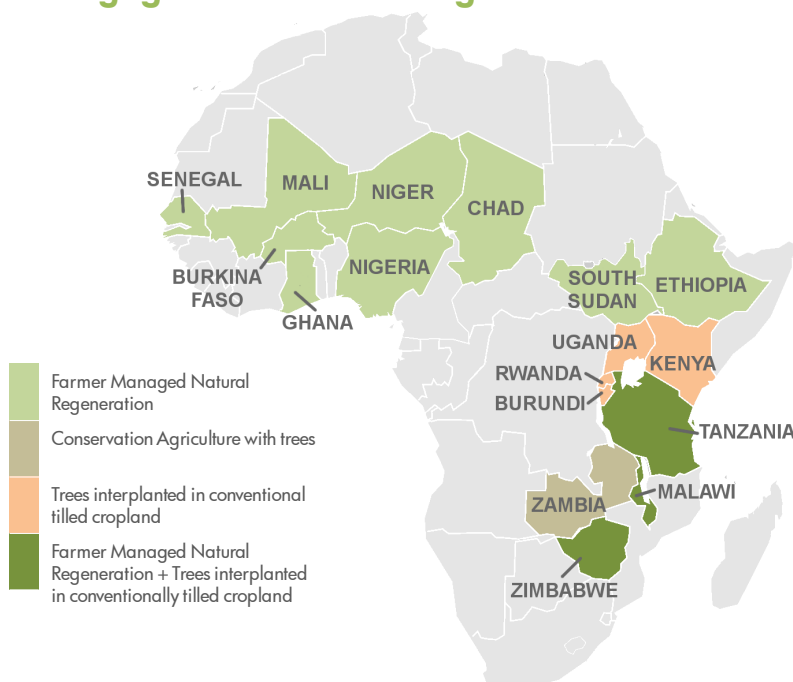 SENEGAL
MALI
NIGER
CHAD
BURKINA
FASO
NIGERIA
GHANA
SOUTH
SUDAN
ETHIOPIA
UGANDA
KENYA
RWANDA
BURUNDI
TANZANIA
MALAWI
ZAMBIA
ZIMBABWE
Farmer Managed Natural
Regeneration
Conservation Agriculture with trees
Trees interplanted in conventional
tilled cropland
Farmer Managed Natural
Regeneration + Trees interplanted
in conventionally tilled cropland